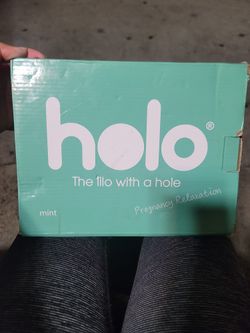 holo®
The filo with a hole
mint
Pregnancy Relaxation